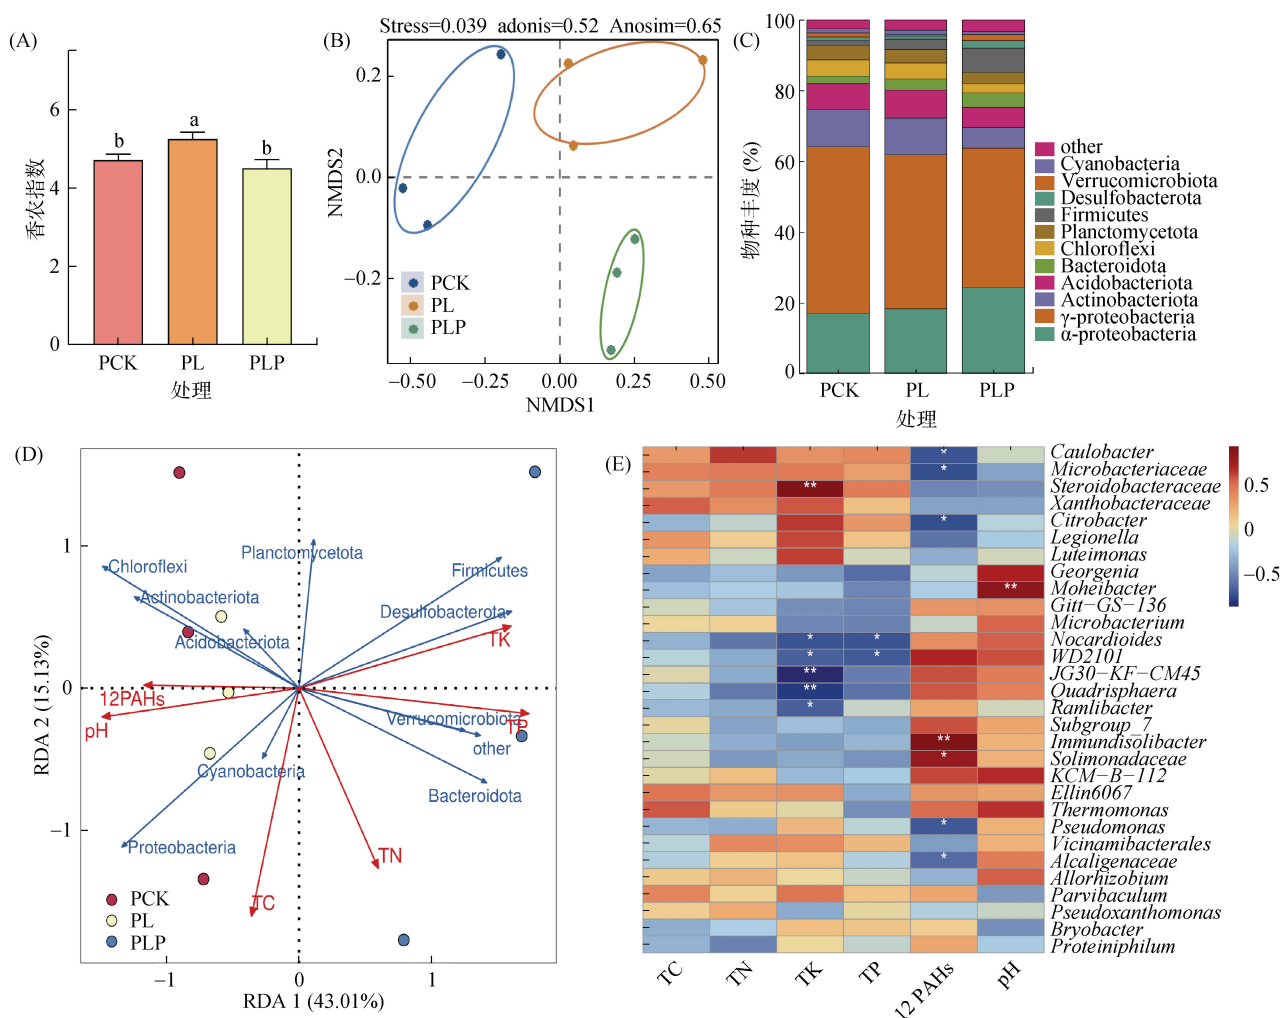 (A)
香农指数
6
4
2
0
b
a
b
PCK
PL
PLP
处理
(B)
Stress=0.039 adonis=0.52 Anosim=0.65
NMDS2
0.2
0.0
−0.2
PCK
PL
PLP
−0.50
−0.25
0.00
0.25
0.50
NMDS1
(C)
物种丰度 (%)
100
80
60
40
20
0
PCK
PL
PLP
处理
other
Cyanobacteria
Verrucomicrobiota
Desulfobacterota
Firmicutes
Planctomycetota
Chloroflexi
Bacteroidota
Acidobacteriota
Actinobacteriota
γ-proteobacteria
α-proteobacteria
(D)
RDA 2 (15.13%)
1
0
−1
Planctomycetota
Chloroflexi
Firmicutes
Actinobacteriota
Desulfobacterota
Acidobacteriota
TK
12PAHs
pH
Verrucomicrobiota
TP
other
Cyanobacteria
Bacteroidota
Proteobacteria
TN
TC
PCK
PL
PLP
−1
0
1
RDA 1 (43.01%)
(E)
*
*
**
*
**
*
*
*
*
**
**
*
**
*
*
*
Caulobacter
Microbacteriaceae
Steroidobacteraceae
Xanthobacteraceae
Citrobacter
Legionella
Luteimonas
Georgenia
Moheibacter
Gitt−GS−136
Microbacterium
Nocardioides
WD2101
JG30−KF−CM45
Quadrisphaera
Ramlibacter
Subgroup_7
Immundisolibacter
Solimonadaceae
KCM−B−112
Ellin6067
Thermomonas
Pseudomonas
Vicinamibacterales
Alcaligenaceae
Allorhizobium
Parvibaculum
Pseudoxanthomonas
Bryobacter
Proteiniphilum
TC
TN
TK
TP
12 PAHs
pH
0.5
0
−0.5